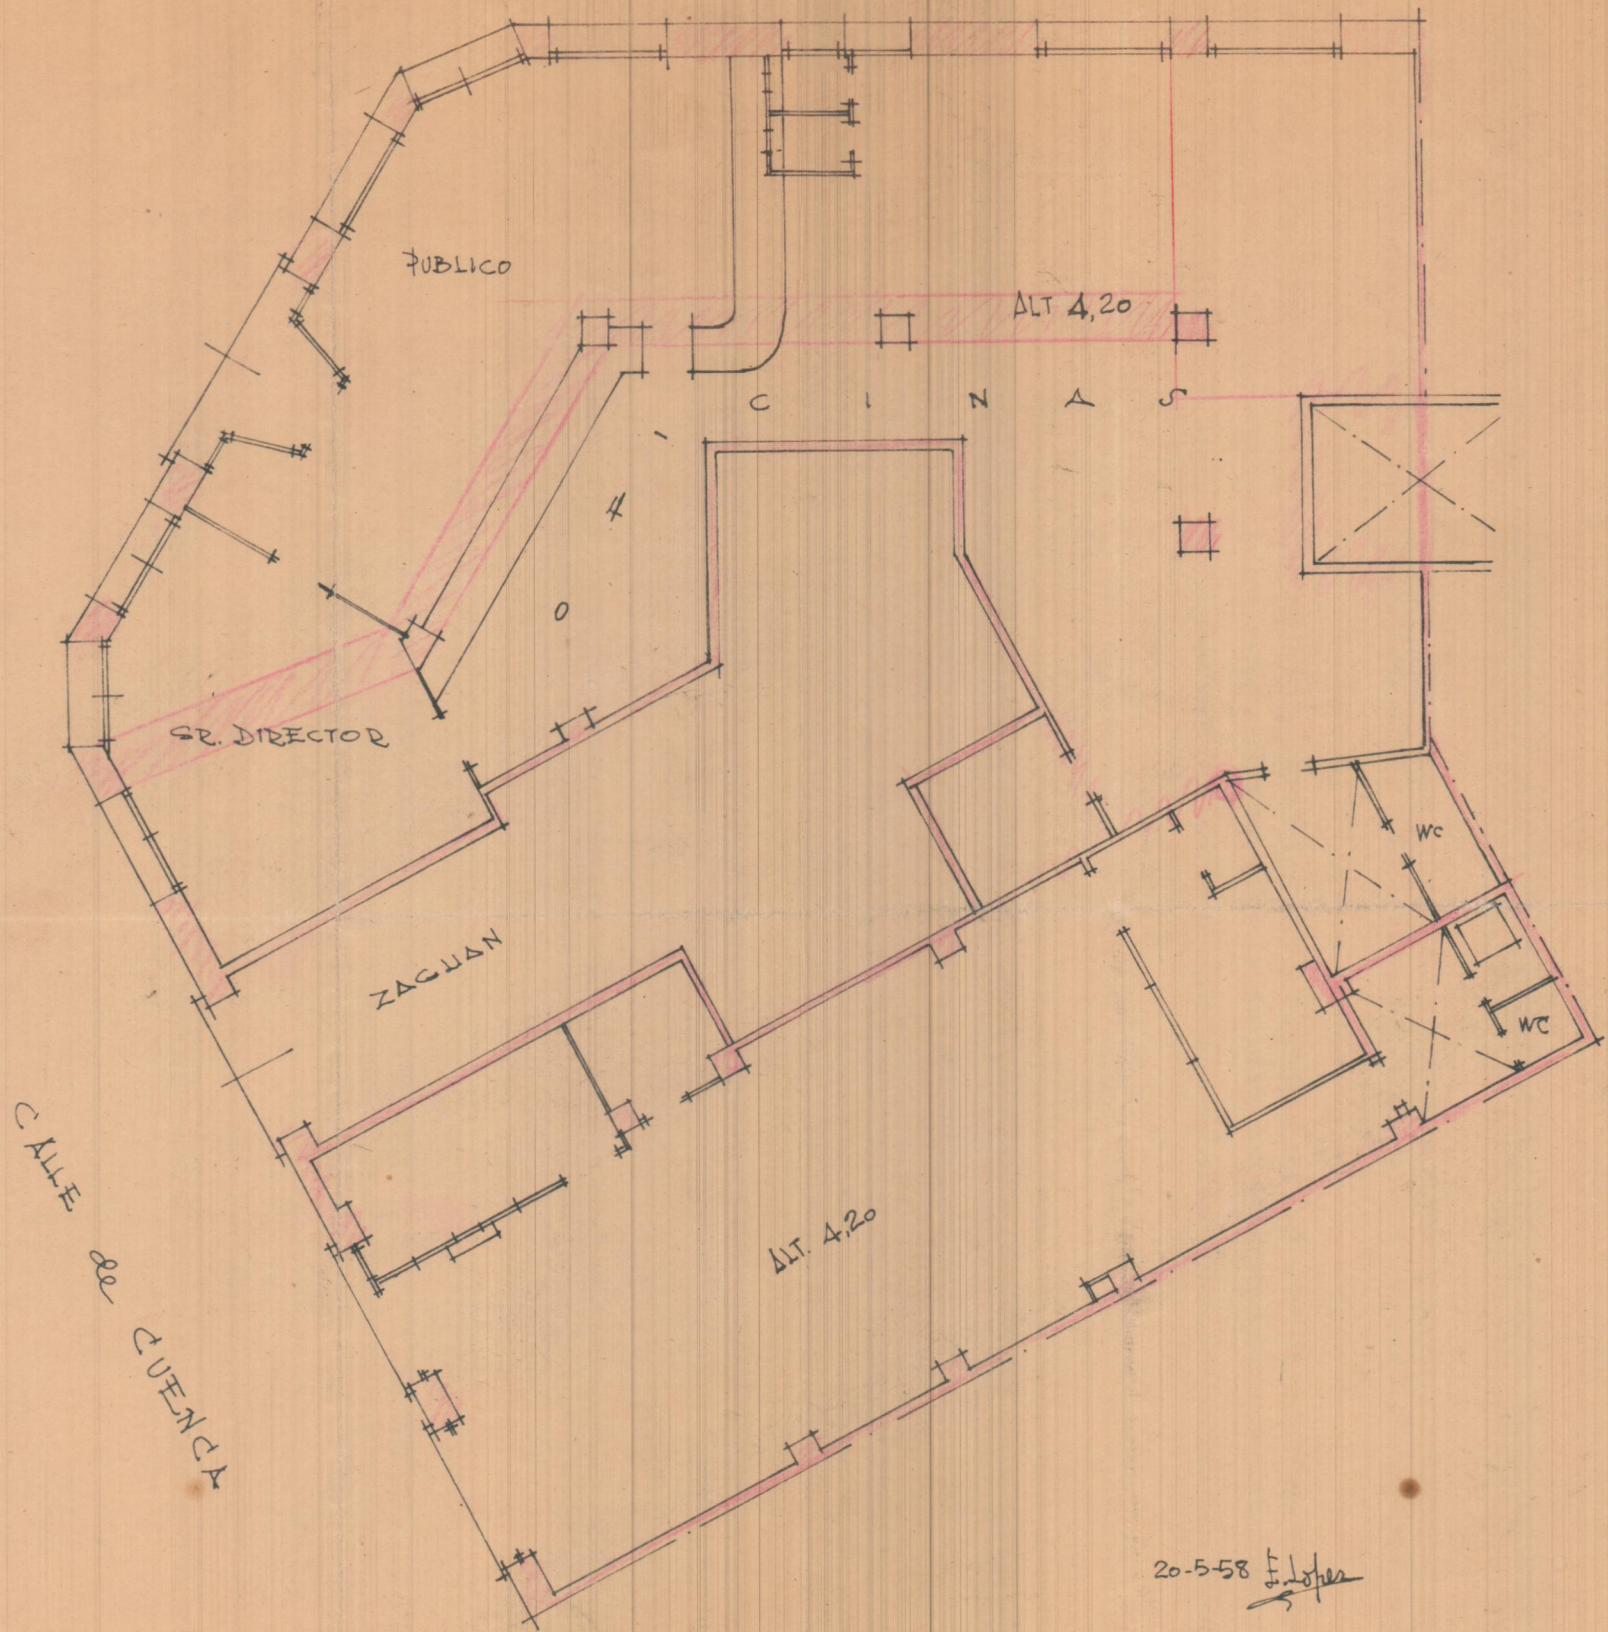 PUBLICO
ALT 4,20
OFICINAS
SR. DIRECTOR
WC
ZAGUAN
WC
ALT. 4,20
CALLE de CUENCA
20-5-58 E. Lopez